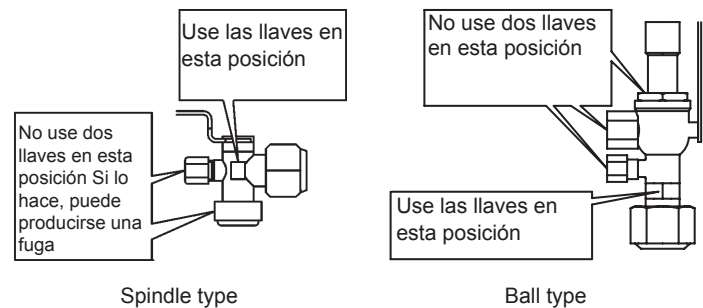 Use las llaves en
esta posición
No use dos
llaves en esta
posición Si lo
hace, puede
producirse una
fuga
Spindle type
No use dos llaves
en esta posición
Use las llaves en
esta posición
Ball type